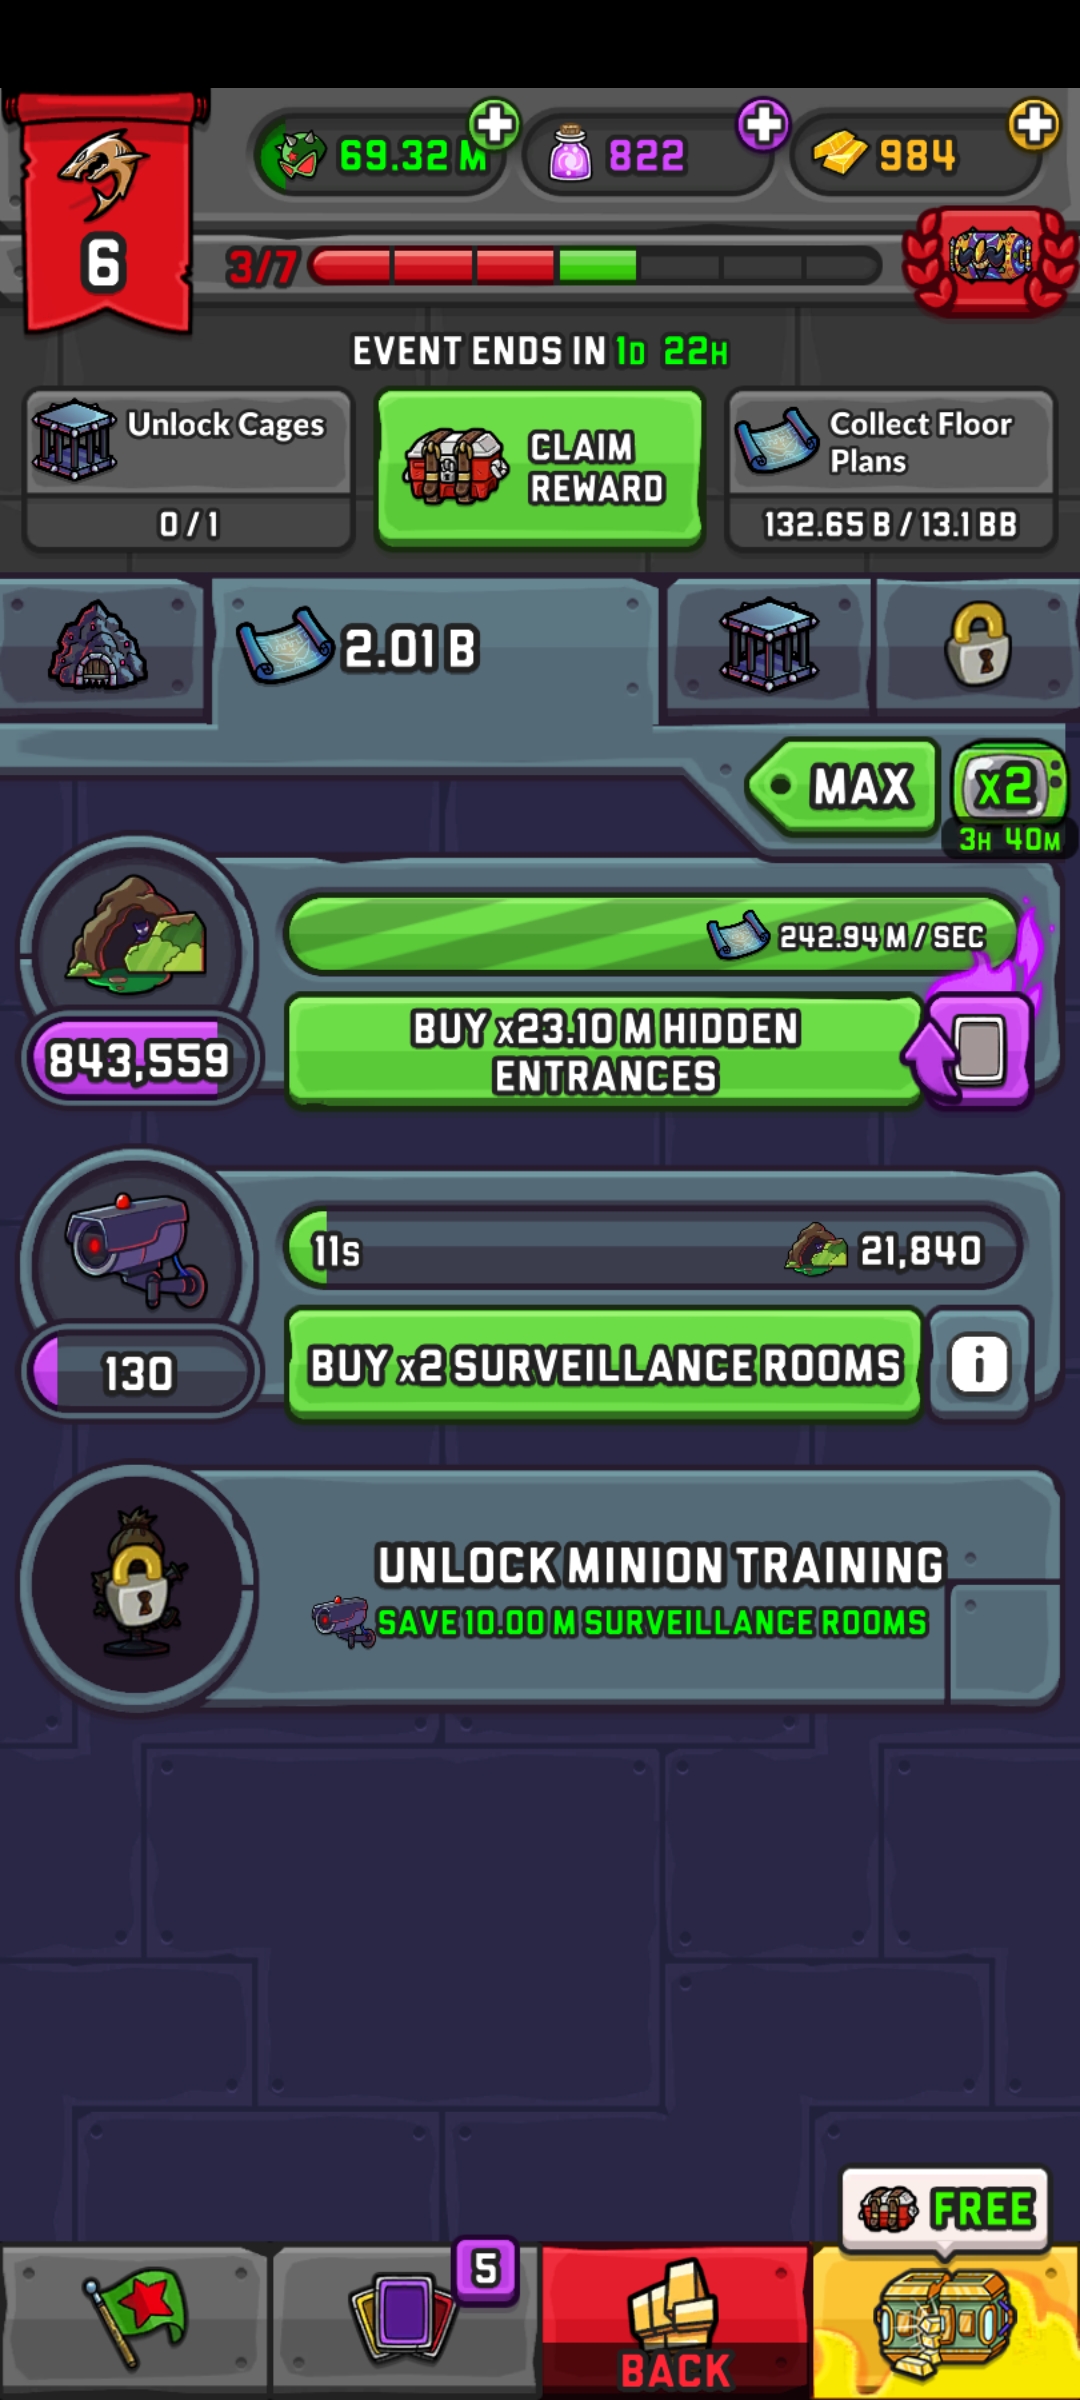 69.32 M
822
984
6
3/7
EVENT ENDS IN 1D 22H
Unlock Cages
0 / 1
CLAIM
REWARD
Collect Floor
Plans
132.65 B / 13.1 BB
2.01 B
MAX
x2
3H 40M
242.94 M / SEC
843,559
BUY x23.10 M HIDDEN
ENTRANCES
11s
21,840
130
BUY x2 SURVEILLANCE ROOMS
i
UNLOCK MINION TRAINING
SAVE 10.00 M SURVEILLANCE ROOMS
FREE
5
BACK